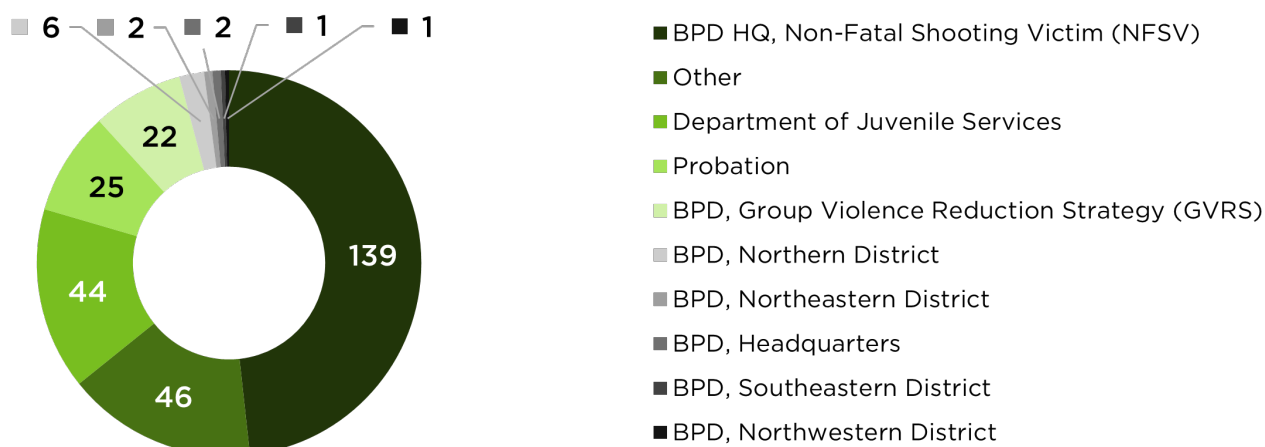 6 2 2 1 1
139
46
44
25
22
BPD HQ, Non-Fatal Shooting Victim (NFSV)
Other
Department of Juvenile Services
Probation
BPD, Group Violence Reduction Strategy (GVRS)
BPD, Northern District
BPD, Northeastern District
BPD, Headquarters
BPD, Southeastern District
BPD, Northwestern District